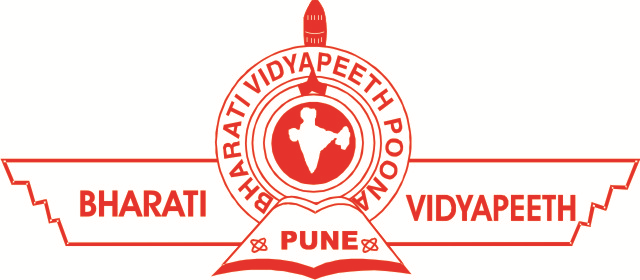 BHARATI VIDYAPEETH POONA
BHARATI VIDYAPEETH
PUNE